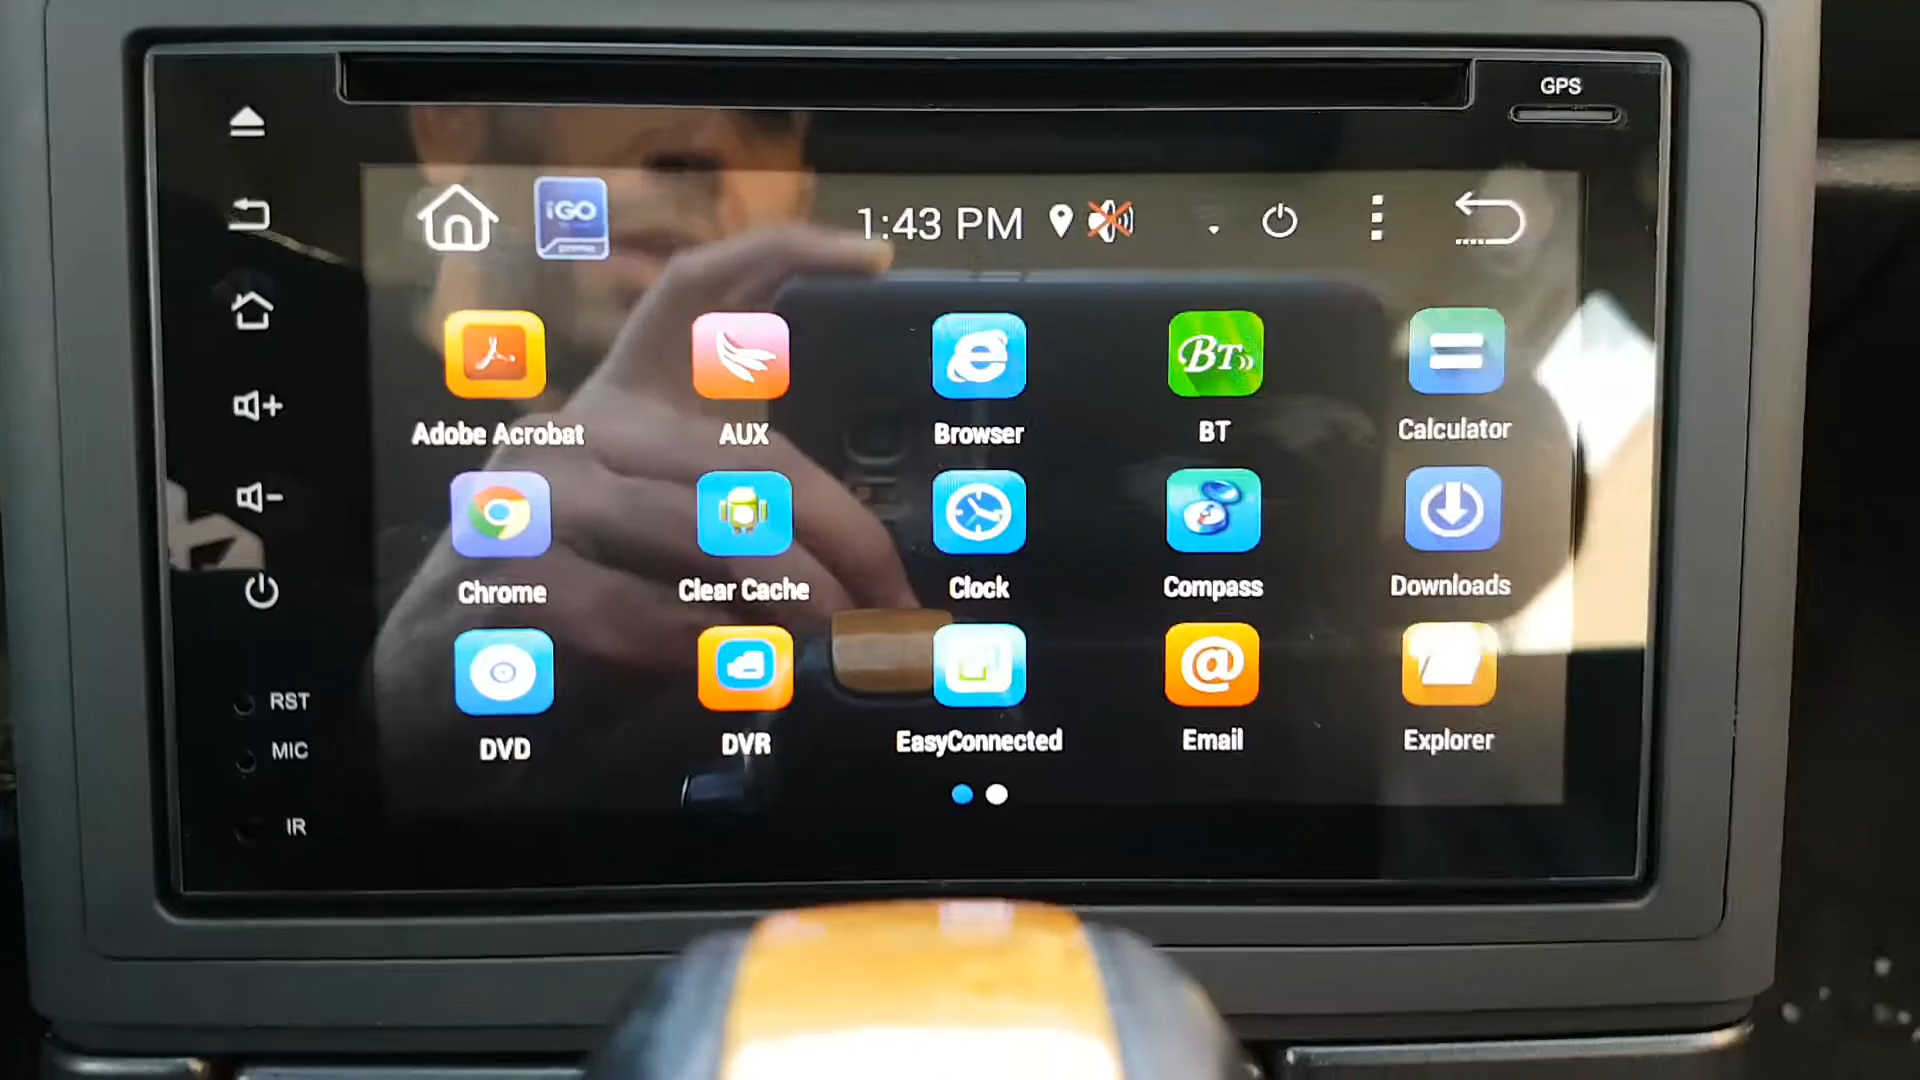 GPS
iGO
1:43 PM
Adobe Acrobat
AUX
Browser
BT
BT
Calculator
Chrome
Clear Cache
Clock
Compass
Downloads
DVD
DVR
EasyConnected
Email
Explorer
RST
MIC
IR